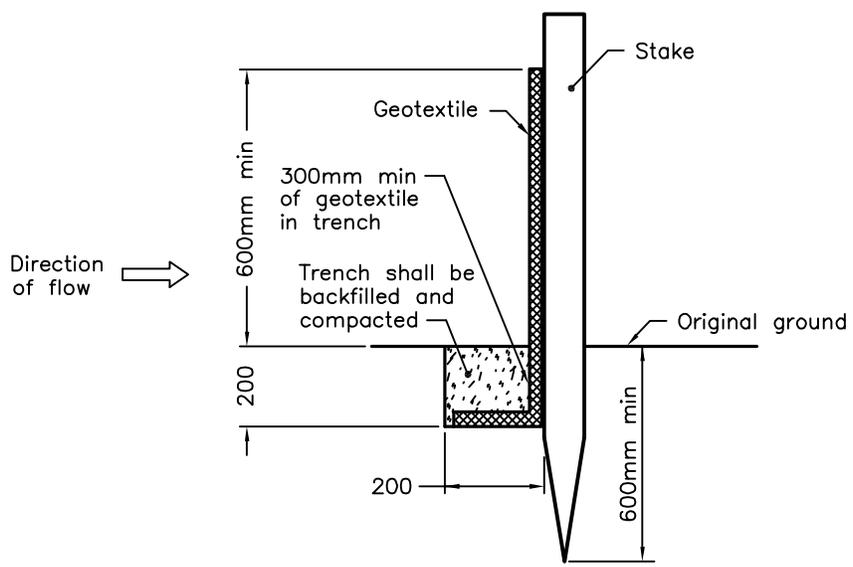 Stake
Geotextile
600mm min
300mm min
of geotextile
in trench
Direction
of flow
Trench shall be
backfilled and
compacted
Original ground
200
600mm min
200